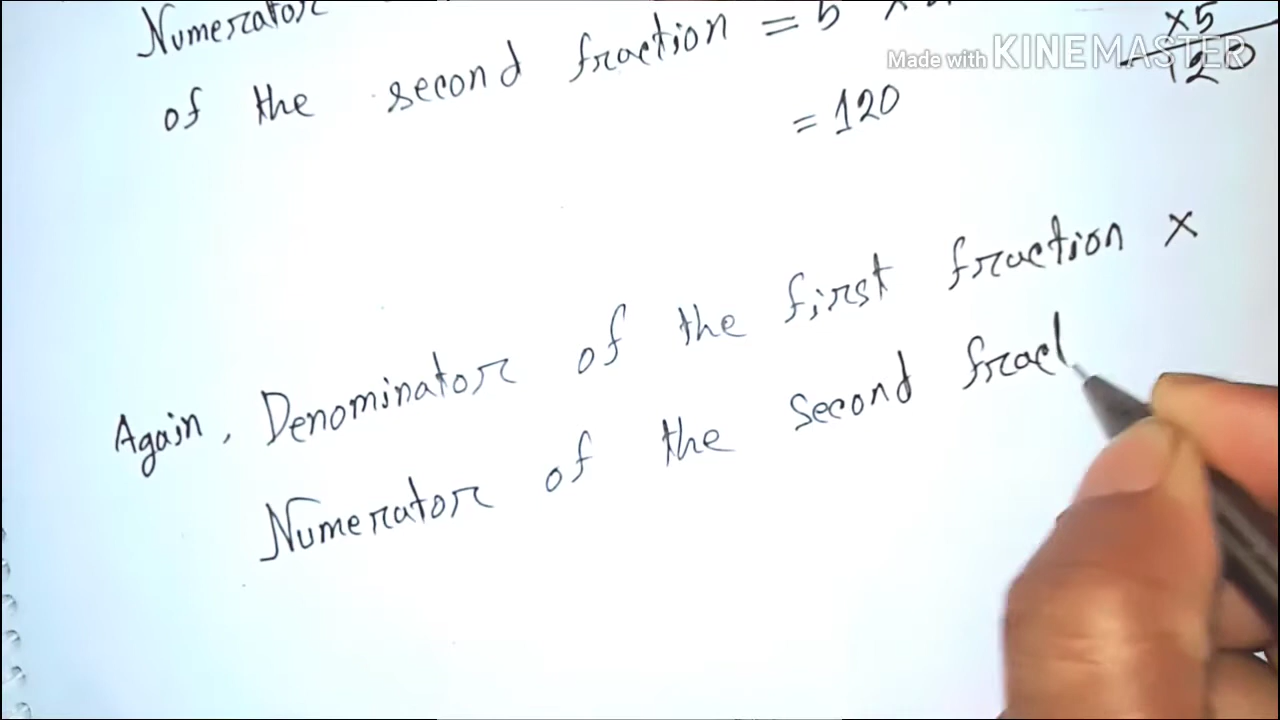 Numerator
of the second fraction = 5 ×
×5
120
= 120
Again, Denominator of the first fraction ×
Numerator of the second fract
Made with KINEMASTER